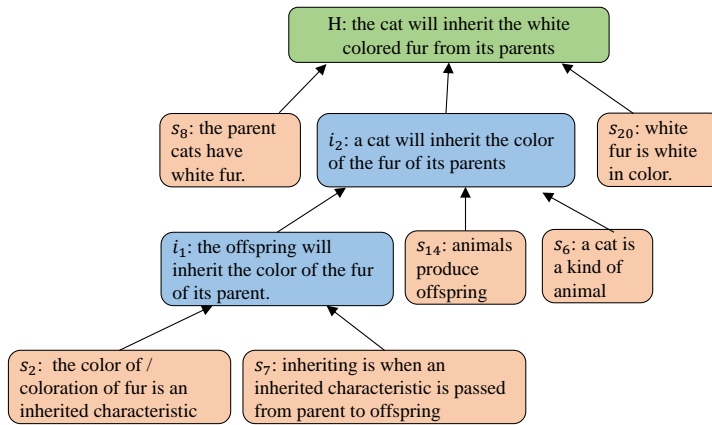 H: the cat will inherit the white
colored fur from its parents
s₈: the parent
cats have
white fur.
i₂: a cat will inherit the color
of the fur of its parents
s₂₀: white
fur is white
in color.
i₁: the offspring will
inherit the color of the fur
of its parent.
s₁₄: animals
produce
offspring
s₆: a cat is
a kind of
animal
s₂: the color of /
coloration of fur is an
inherited characteristic
s₇: inheriting is when an
inherited characteristic is passed
from parent to offspring